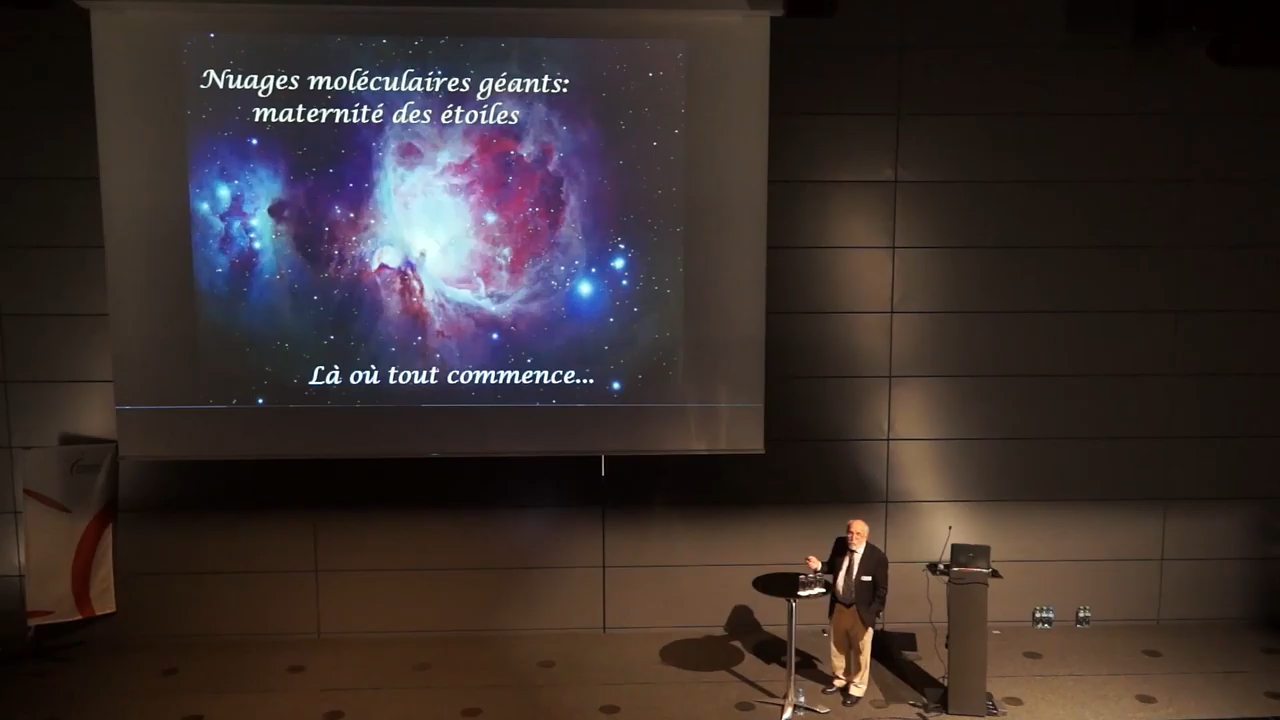 Nuages moléculaires géants:
maternité des étoiles
Là où tout commence...